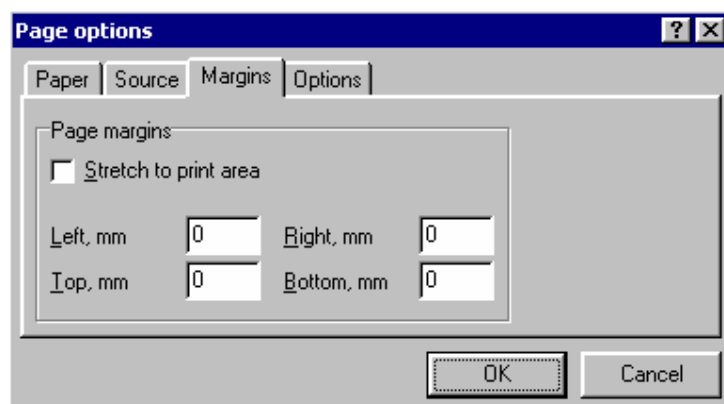 Page options
Paper Source Margins Options
Page margins
Stretch to print area
Left, mm 0 Right, mm 0
Top, mm 0 Bottom, mm 0
OK Cancel